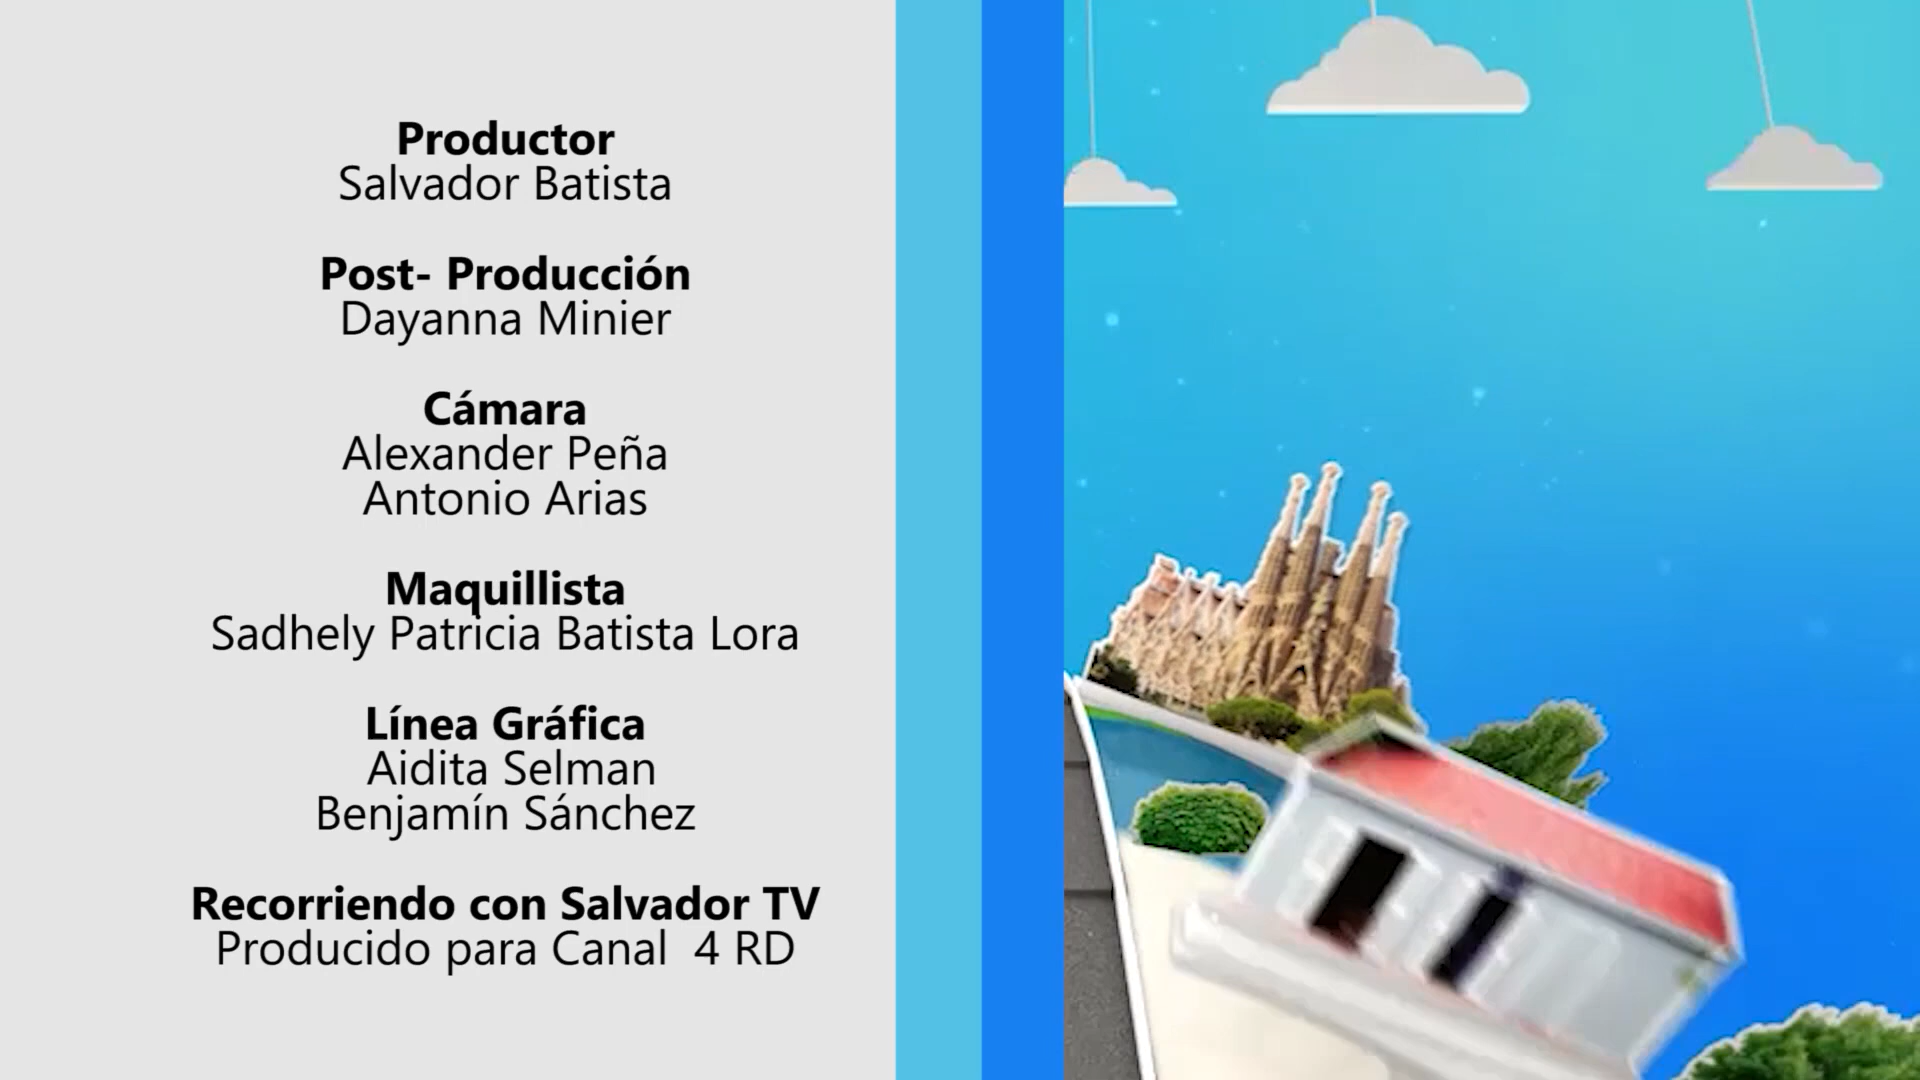 Productor
Salvador Batista
Post- Producción
Dayanna Minier
Cámara
Alexander Peña
Antonio Arias
Maquillista
Sadhely Patricia Batista Lora
Línea Gráfica
Aidita Selman
Benjamín Sánchez
Recorriendo con Salvador TV
Producido para Canal  4 RD